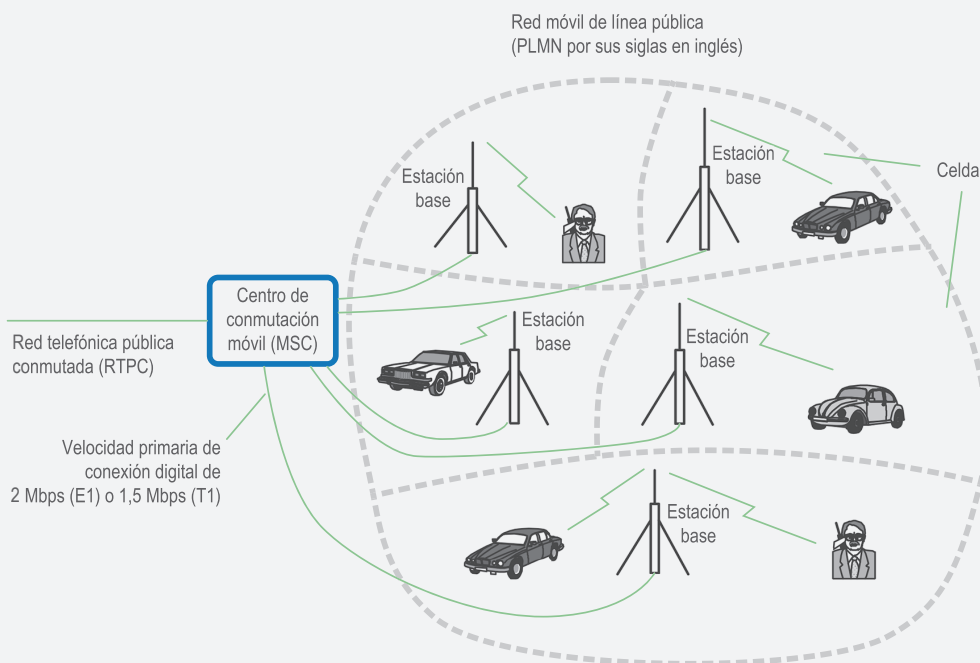 Red móvil de línea pública
(PLMN por sus siglas en inglés)
Estación
base
Estación
base
Celda
Centro de
conmutación
móvil (MSC)
Red telefónica pública
conmutada (RTPC)
Estación
base
Estación
base
Velocidad primaria de
conexión digital de
2 Mbps (E1) o 1,5 Mbps (T1)
Estación
base